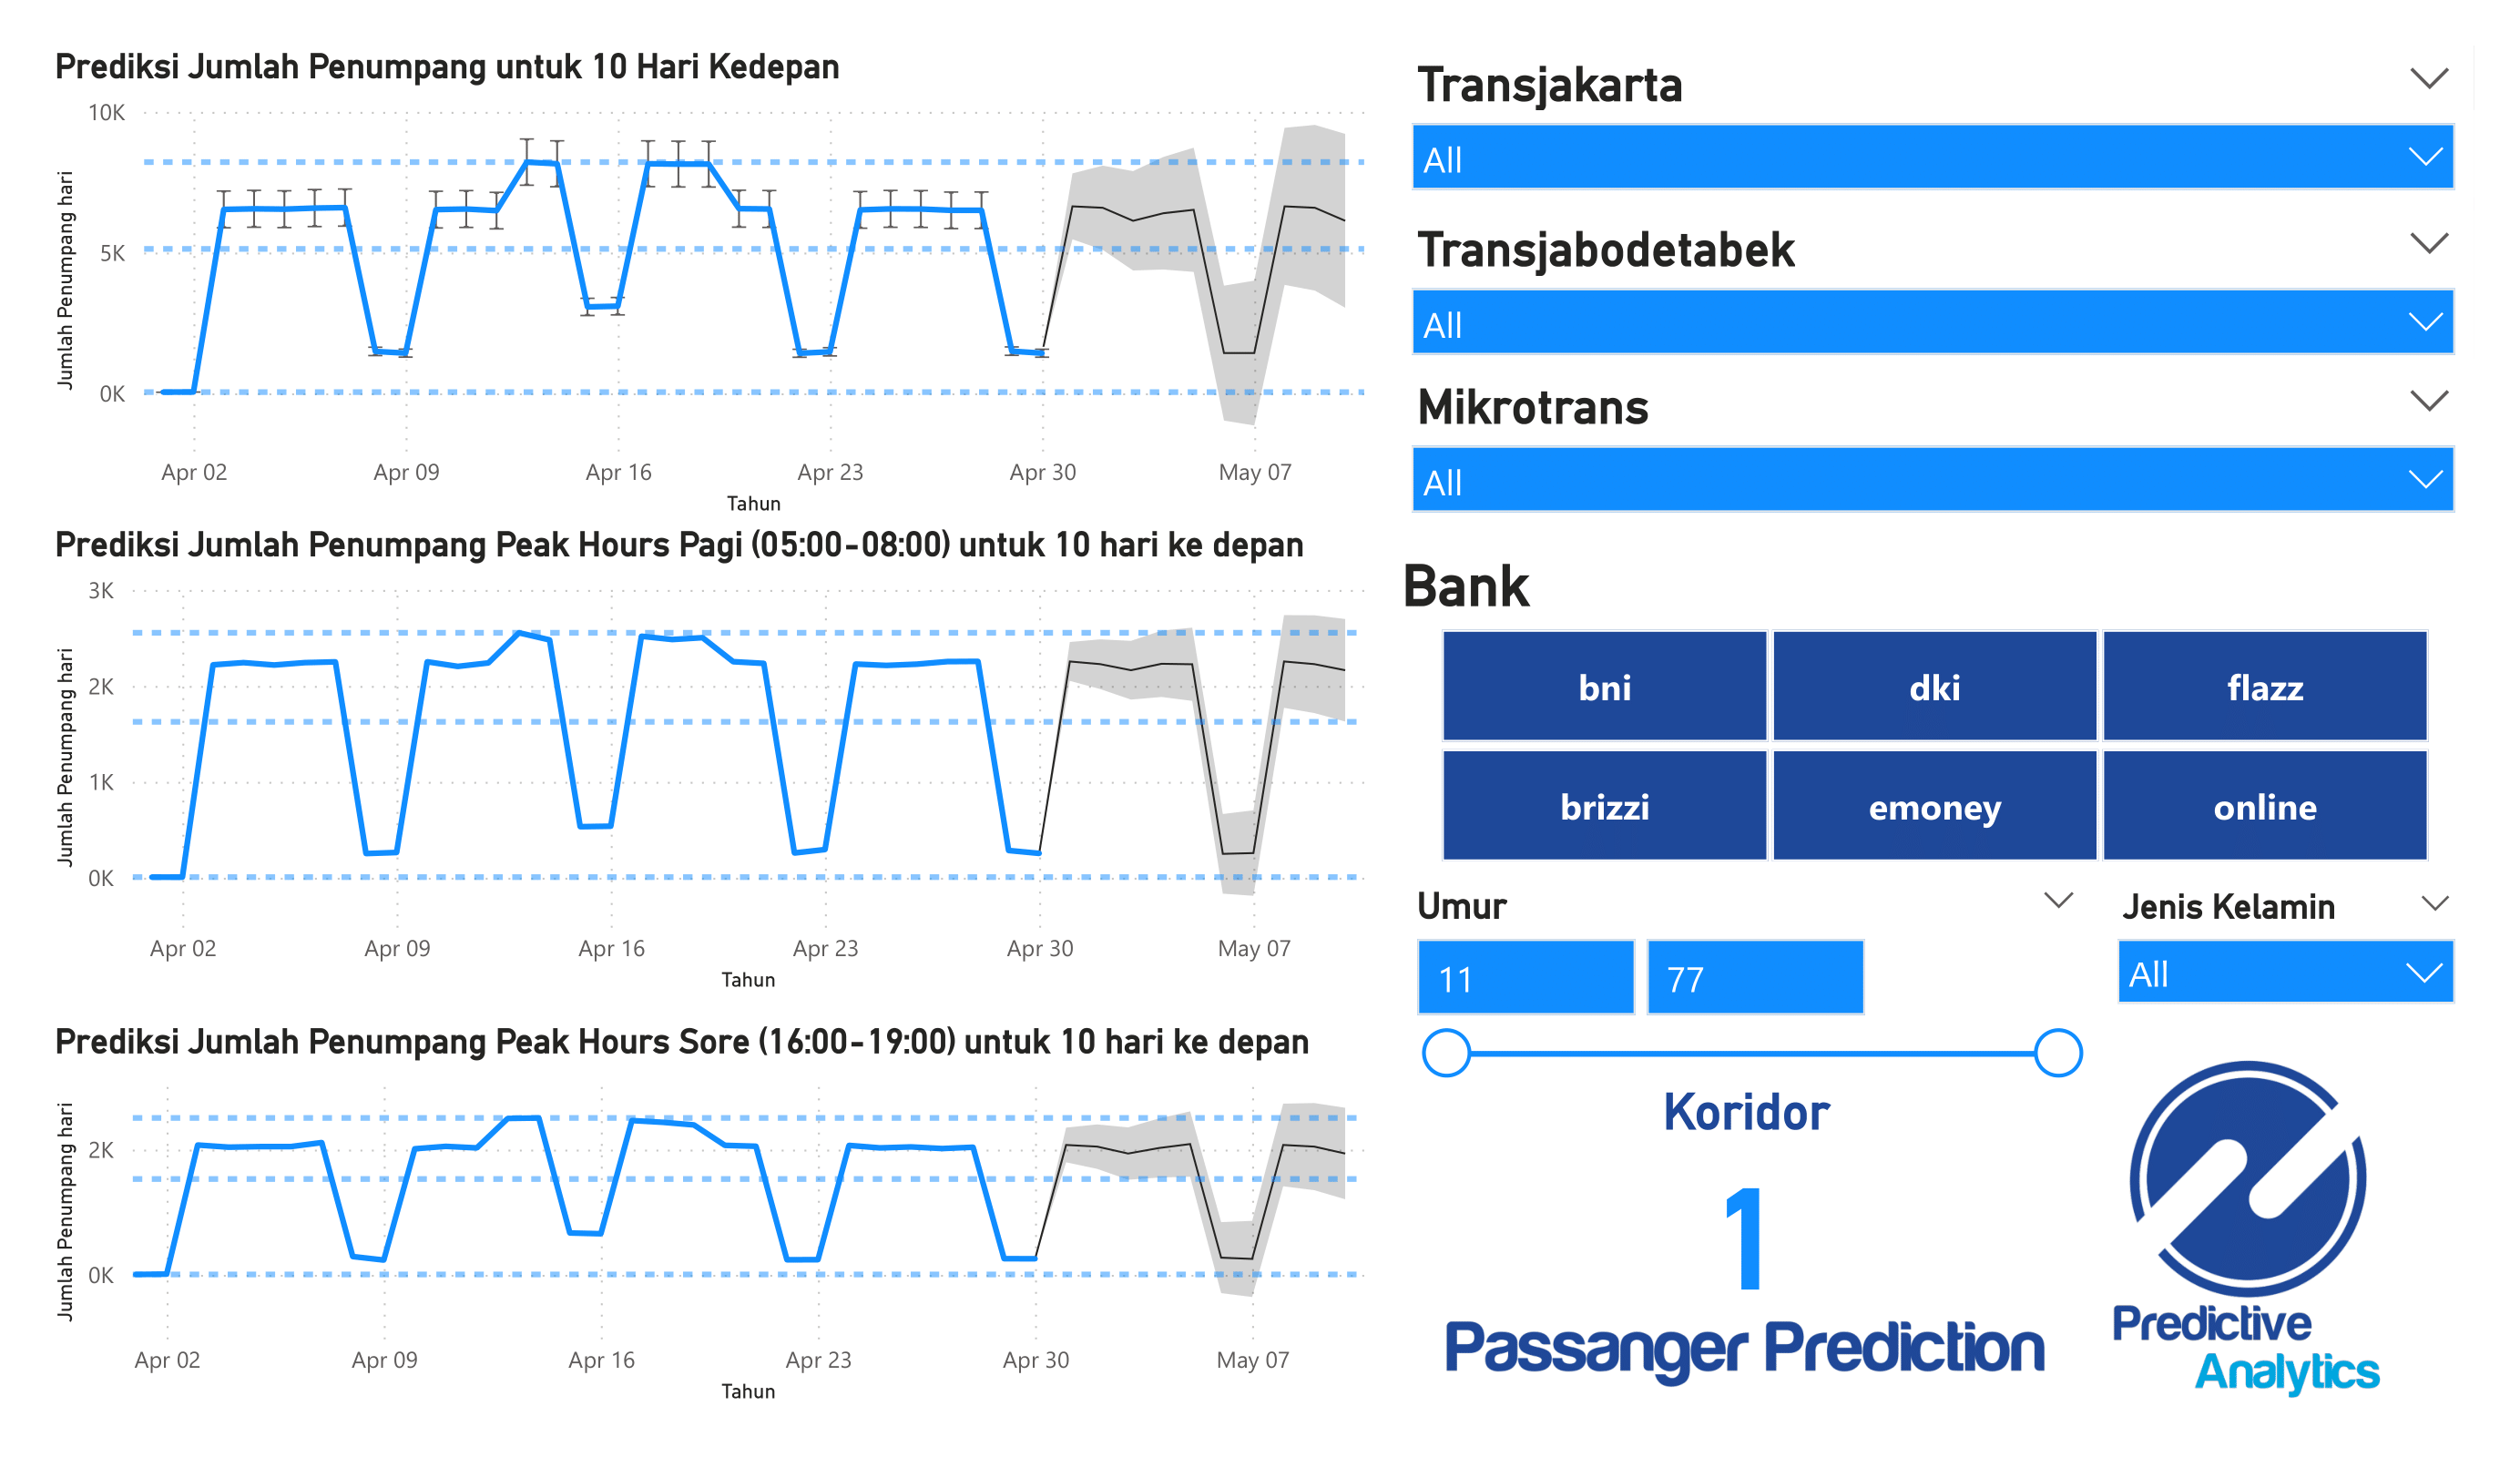 Prediksi Jumlah Penumpang untuk 10 Hari Kedepan
10K
5K
0K
Jumlah Penumpang hari
Apr 02 Apr 09 Apr 16 Apr 23 Apr 30 May 07
Tahun
Prediksi Jumlah Penumpang Peak Hours Pagi (05:00-08:00) untuk 10 hari ke depan
3K
2K
1K
0K
Jumlah Penumpang hari
Apr 02 Apr 09 Apr 16 Apr 23 Apr 30 May 07
Tahun
Prediksi Jumlah Penumpang Peak Hours Sore (16:00-19:00) untuk 10 hari ke depan
2K
0K
Jumlah Penumpang hari
Apr 02 Apr 09 Apr 16 Apr 23 Apr 30 May 07
Tahun
Transjakarta
All
Transjabodetabek
All
Mikrotrans
All
Bank
bni dki flazz
brizzi emoney online
Umur
11 77
Jenis Kelamin
All
Koridor
1
Passanger Prediction
Predictive
Analytics